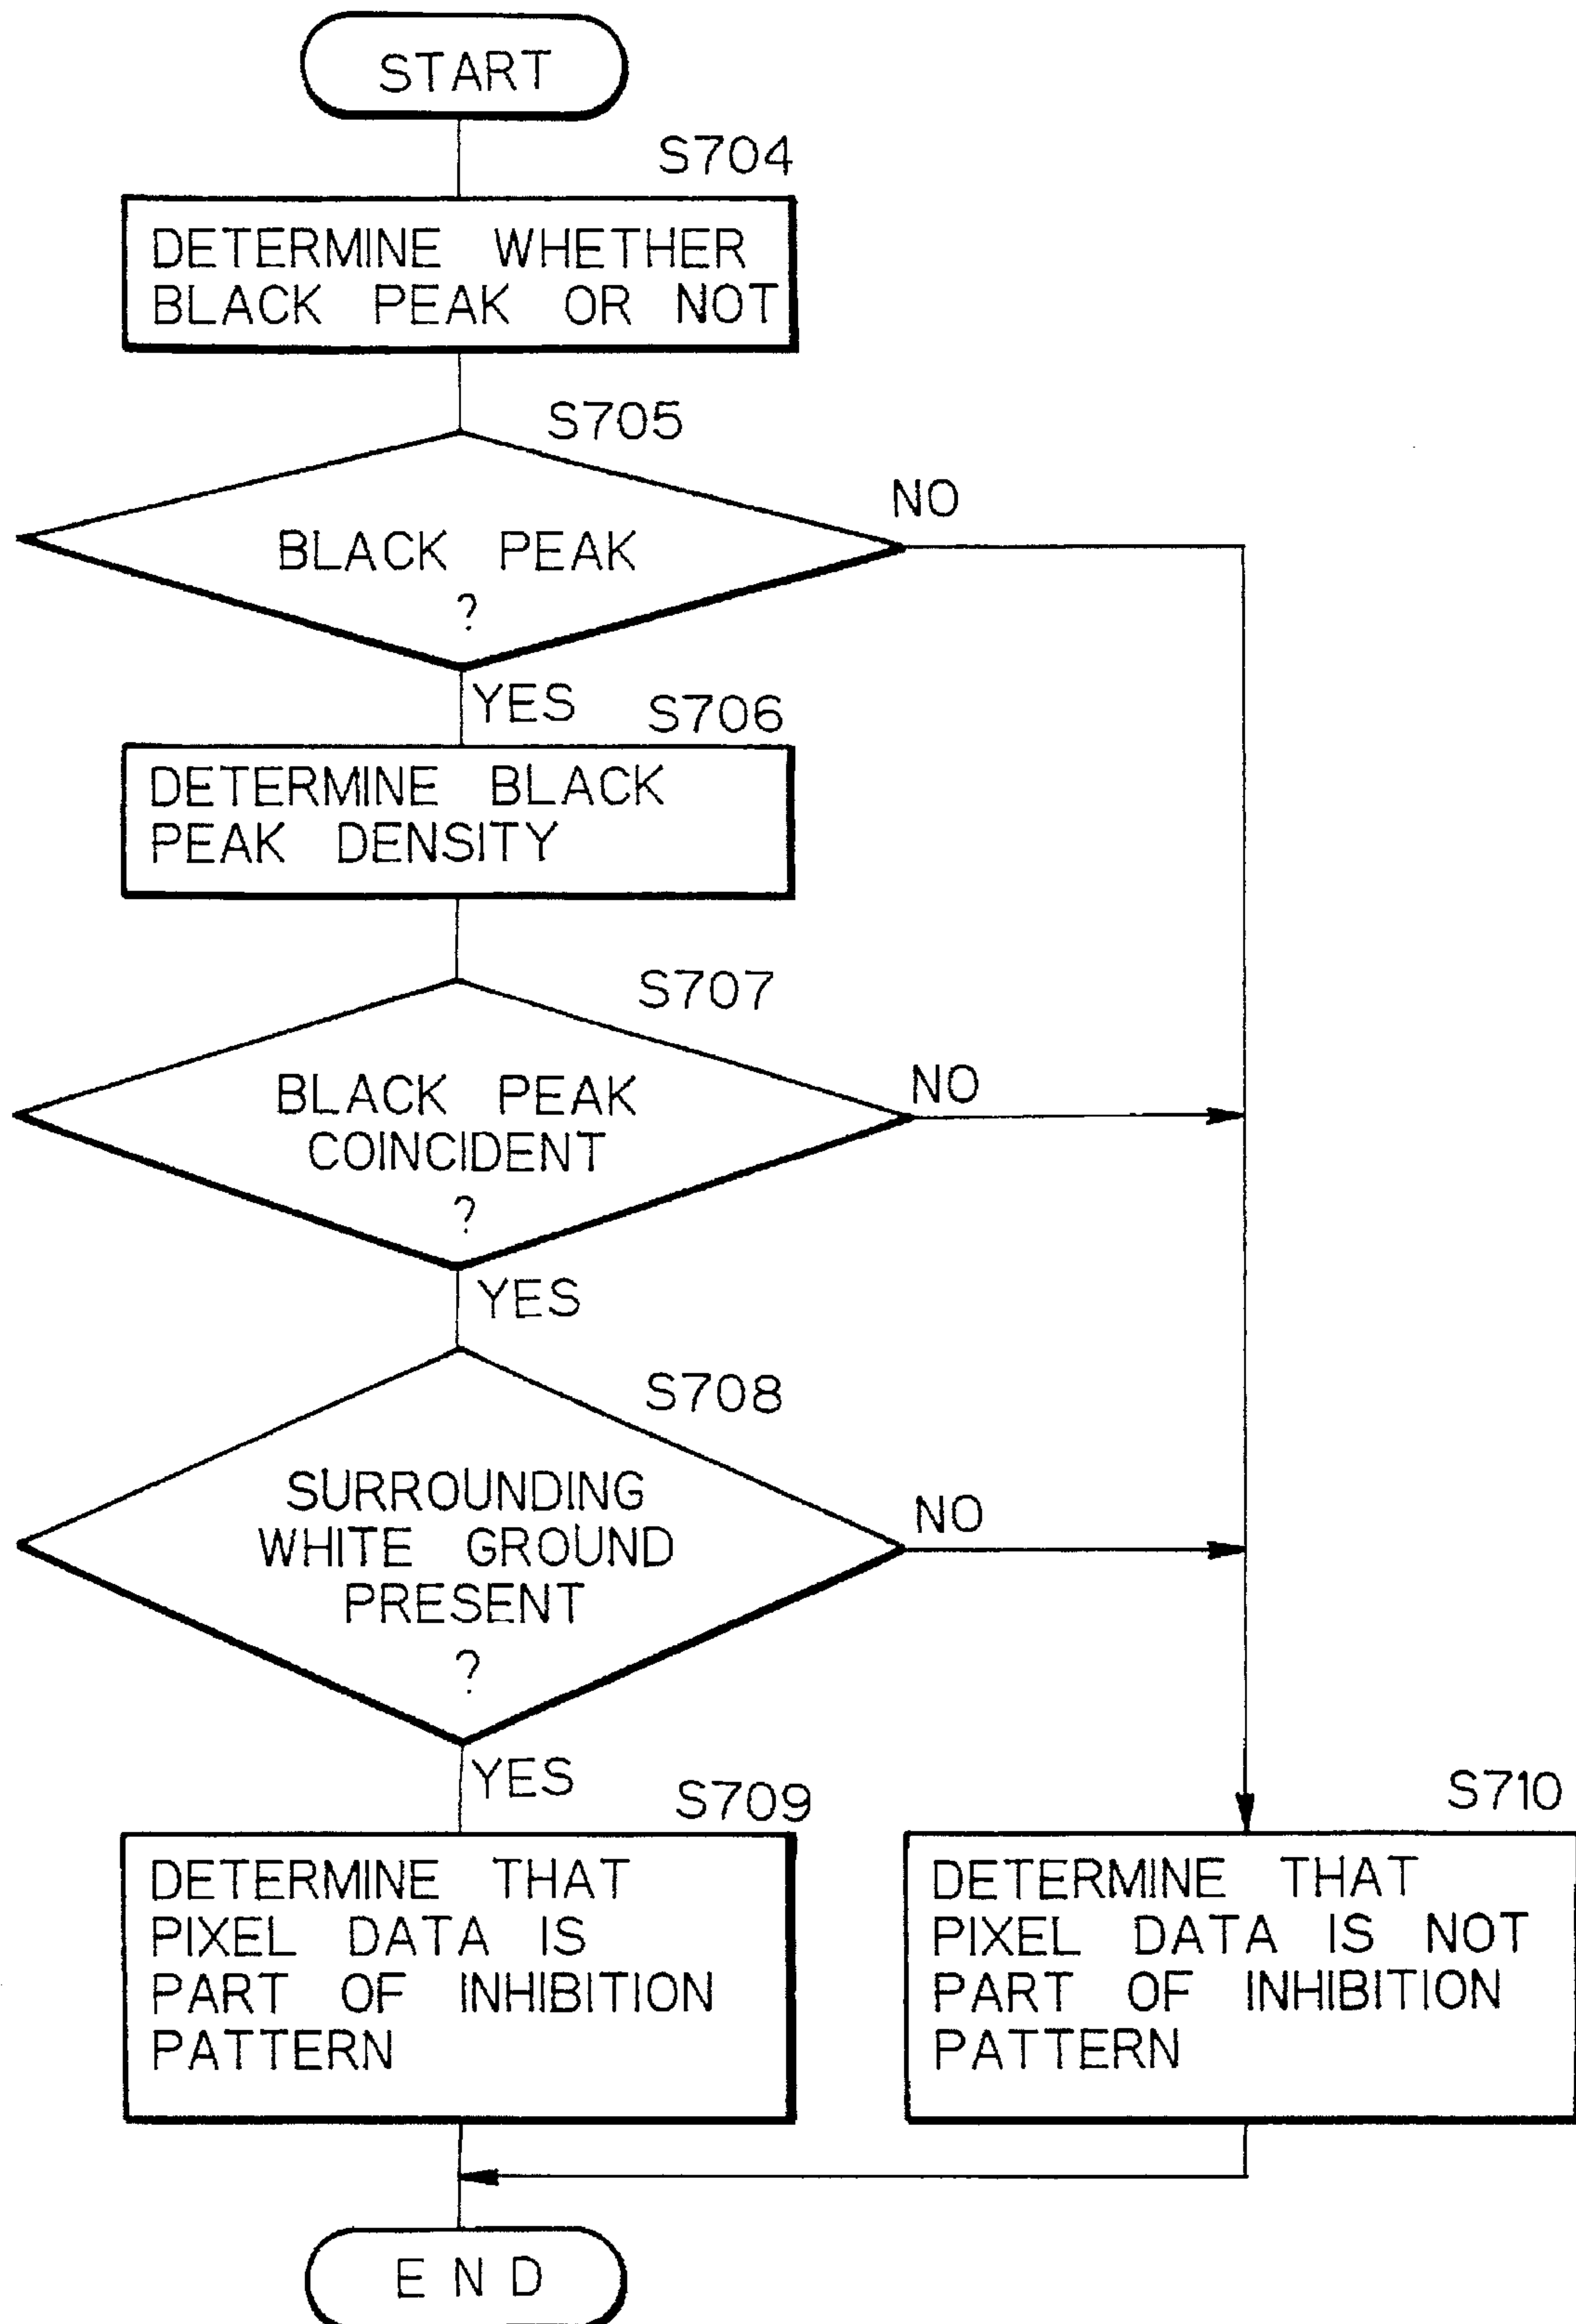 START
S704
DETERMINE WHETHER
BLACK PEAK OR NOT
S705
NO
BLACK PEAK
?
YES
S706
DETERMINE BLACK
PEAK DENSITY
S707
NO
BLACK PEAK
COINCIDENT
?
YES
S708
SURROUNDING
WHITE GROUND
PRESENT
?
NO
YES
S709
DETERMINE THAT
PIXEL DATA IS
PART OF INHIBITION
PATTERN
S710
DETERMINE THAT
PIXEL DATA IS NOT
PART OF INHIBITION
PATTERN
END